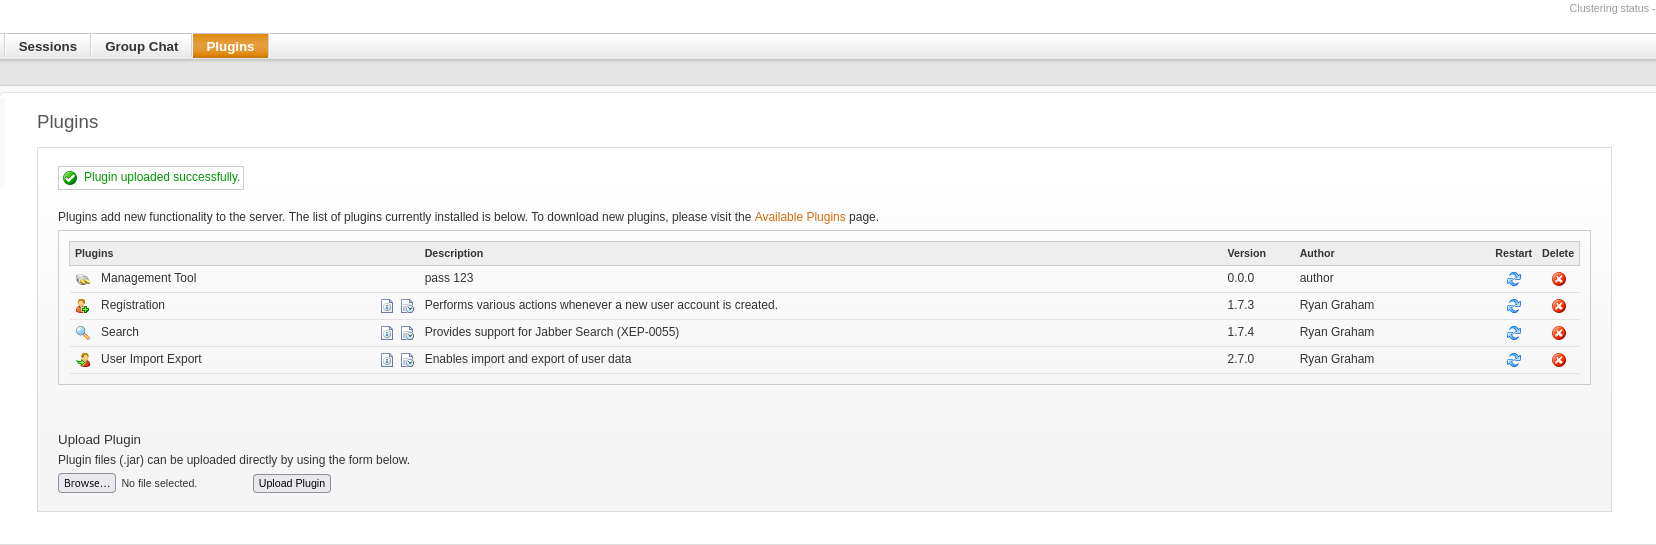 Clustering status -
Sessions Group Chat Plugins
Plugins
Plugin uploaded successfully.
Plugins add new functionality to the server. The list of plugins currently installed is below. To download new plugins, please visit the Available Plugins page.
Plugins Description Version Author Restart Delete
Management Tool pass 123 0.0.0 author
Registration Performs various actions whenever a new user account is created. 1.7.3 Ryan Graham
Search Provides support for Jabber Search (XEP-0055) 1.7.4 Ryan Graham
User Import Export Enables import and export of user data 2.7.0 Ryan Graham
Upload Plugin
Plugin files (.jar) can be uploaded directly by using the form below.
Browse... No file selected. Upload Plugin